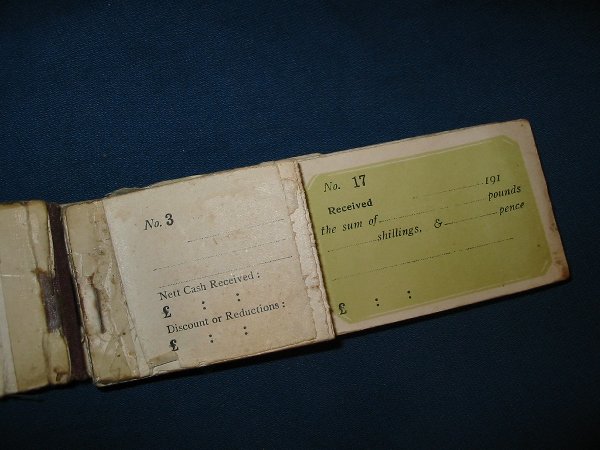 No. 3
Nett Cash Received :
£ : :
Discount or Reductions :
£ : :
No. 17
191
Received
the sum of pounds
shillings, & pence
£ : :